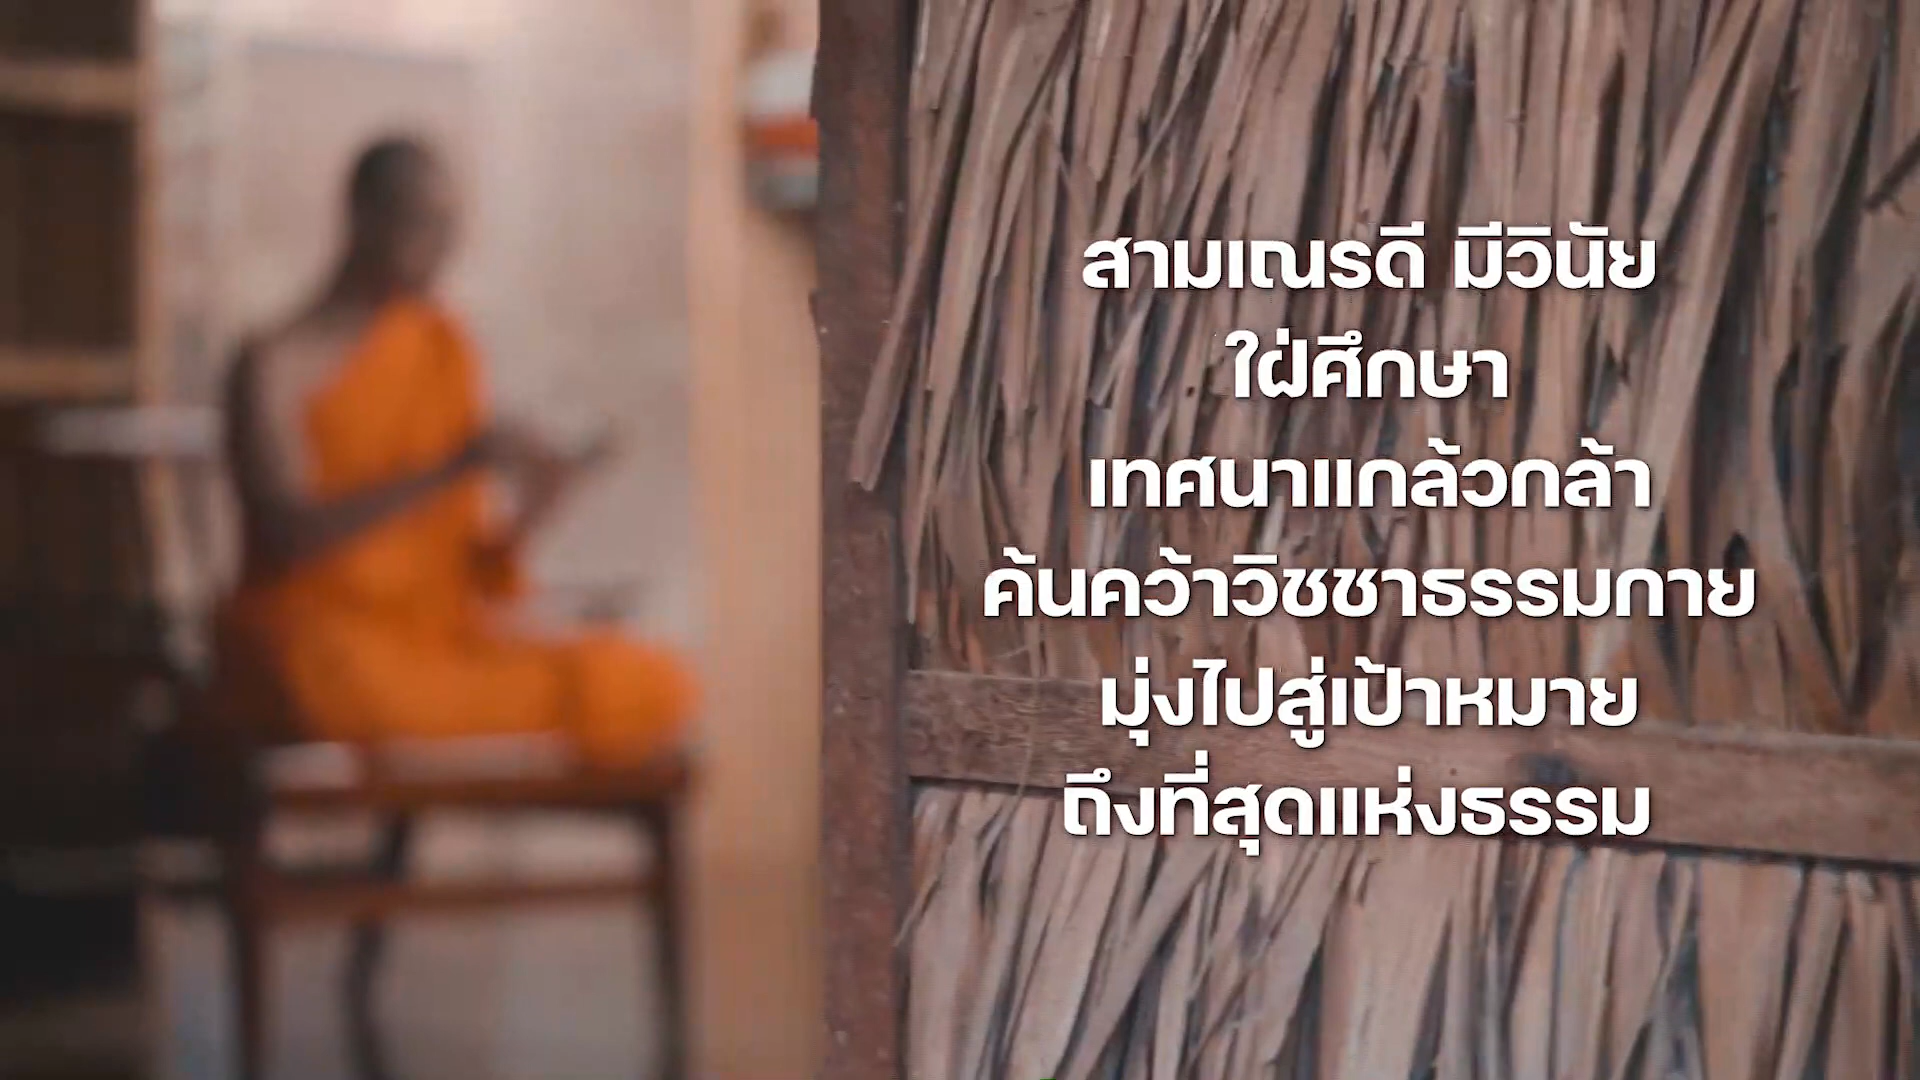 สามเณรดี มีวินัย
ใฝ่ศึกษา
เทศนาแกล้วกล้า
ค้นคว้าวิชชาธรรมกาย
มุ่งไปสู่เป้าหมาย
ถึงที่สุดแห่งธรรม